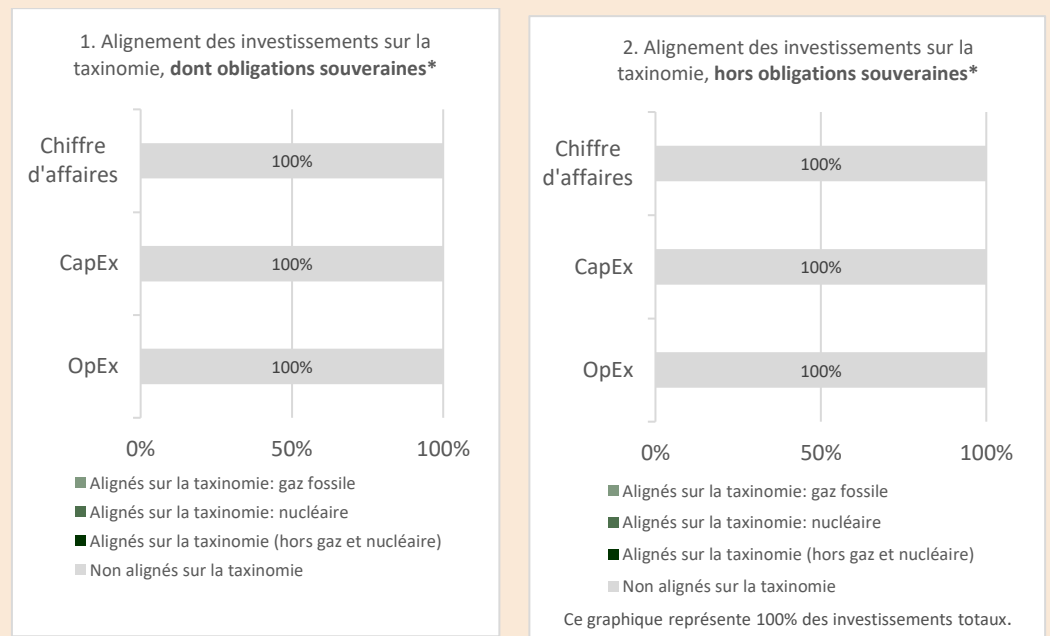 1. Alignement des investissements sur la
taxinomie, dont obligations souveraines*
Chiffre
d'affaires
100%
CapEx
100%
OpEx
100%
0%
50%
100%
Alignés sur la taxinomie: gaz fossile
Alignés sur la taxinomie: nucléaire
Alignés sur la taxinomie (hors gaz et nucléaire)
Non alignés sur la taxinomie
2. Alignement des investissements sur la
taxinomie, hors obligations souveraines*
Chiffre
d'affaires
100%
CapEx
100%
OpEx
100%
0%
50%
100%
Alignés sur la taxinomie: gaz fossile
Alignés sur la taxinomie: nucléaire
Alignés sur la taxinomie (hors gaz et nucléaire)
Non alignés sur la taxinomie
Ce graphique représente 100% des investissements totaux.